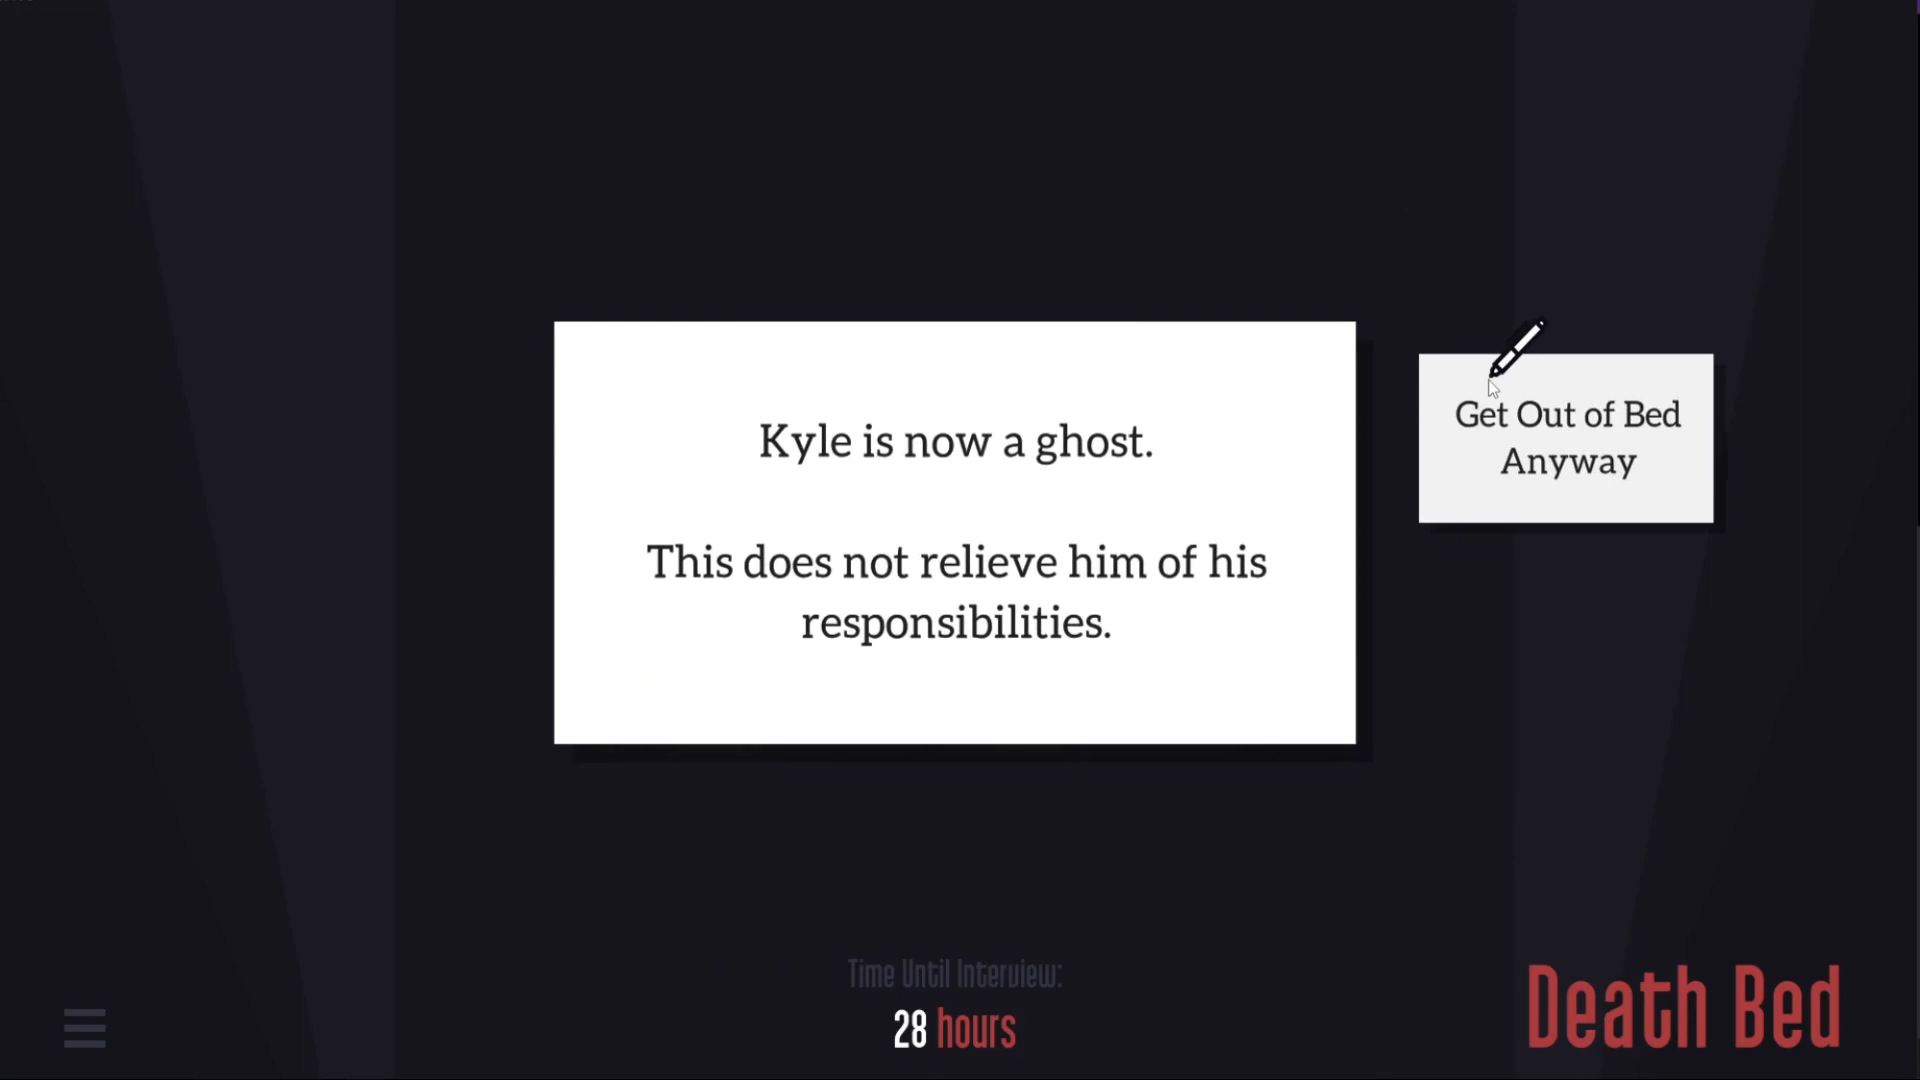 Kyle is now a ghost.
This does not relieve him of his
responsibilities.
Get Out of Bed
Anyway
Time Until Interview:
28 hours
Death Bed